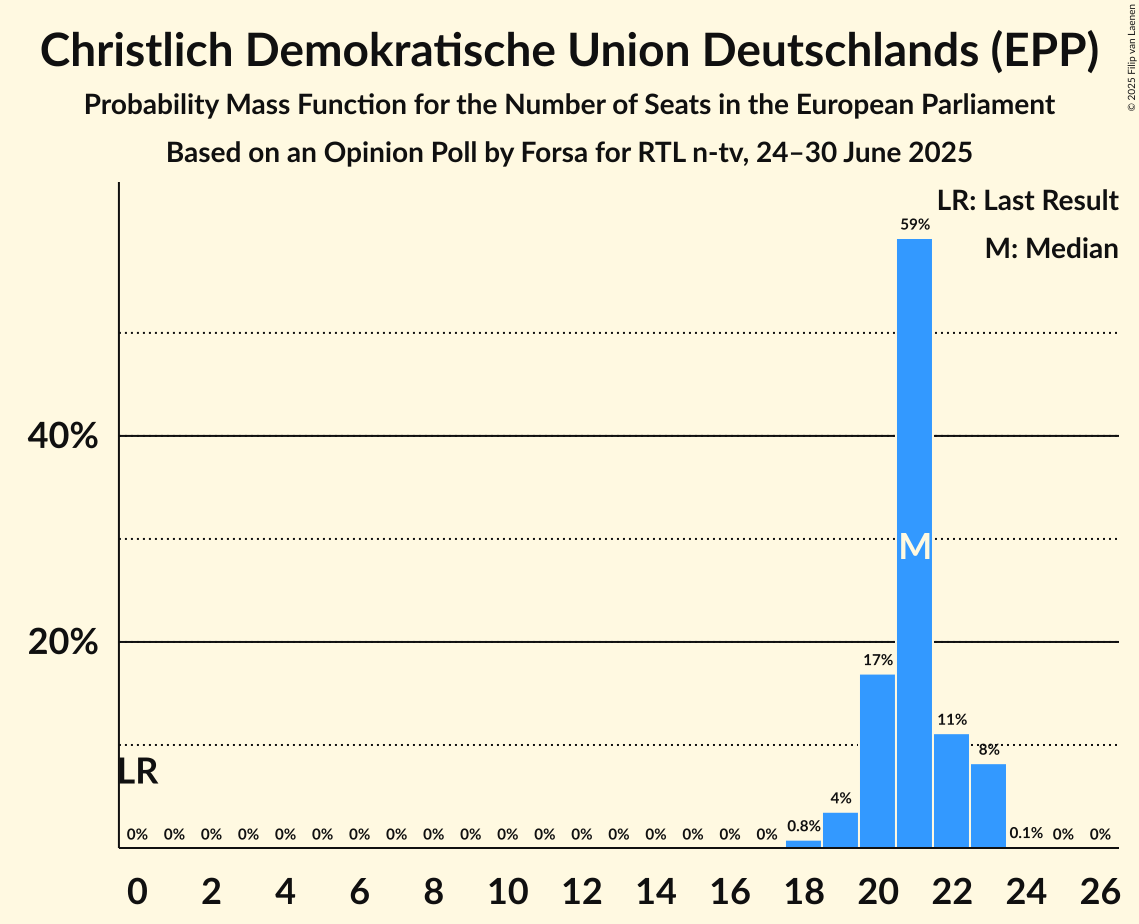 Christlich Demokratische Union Deutschlands (EPP)
Probability Mass Function for the Number of Seats in the European Parliament
Based on an Opinion Poll by Forsa for RTL n-tv, 24–30 June 2025
© 2025 Filip van Laenen
LR: Last Result
M: Median
59%
40%
M
20%
17%
11%
8%
LR
4%
0% 0% 0% 0% 0% 0% 0% 0% 0% 0% 0% 0% 0% 0% 0% 0% 0% 0% 0.8% 0.1% 0% 0%
0 2 4 6 8 10 12 14 16 18 20 22 24 26